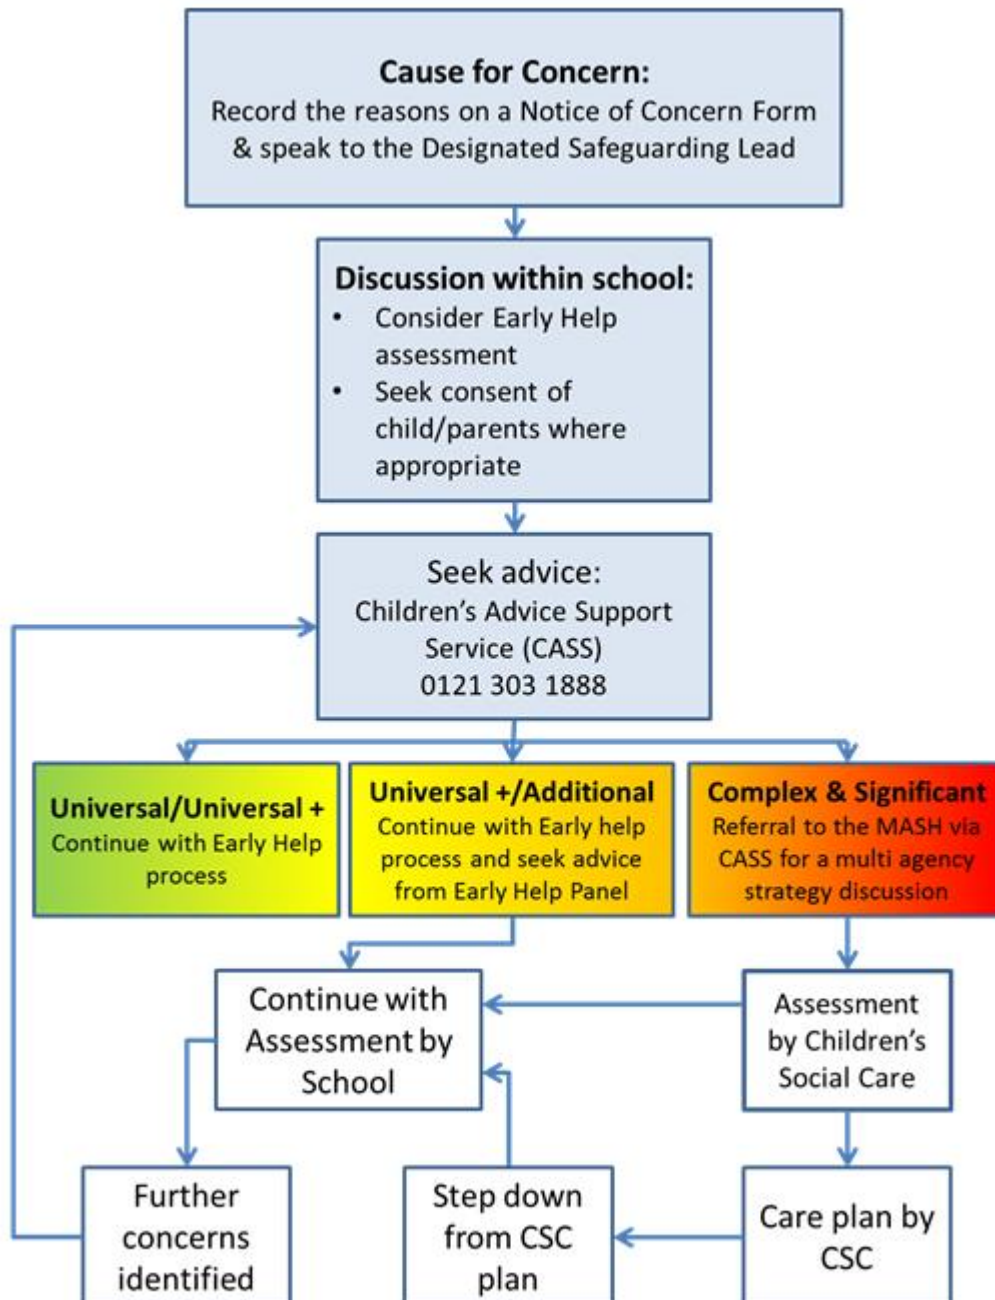 Cause for Concern:
Record the reasons on a Notice of Concern Form
& speak to the Designated Safeguarding Lead
Discussion within school:
• Consider Early Help
assessment
• Seek consent of
child/parents where
appropriate
Seek advice:
Children’s Advice Support
Service (CASS)
0121 303 1888
Universal/Universal +
Continue with Early Help
process
Universal +/Additional
Continue with Early help
process and seek advice
from Early Help Panel
Complex & Significant
Referral to the MASH via
CASS for a multi agency
strategy discussion
Continue with
Assessment by
School
Assessment
by Children’s
Social Care
Further
concerns
identified
Step down
from CSC
plan
Care plan by
CSC